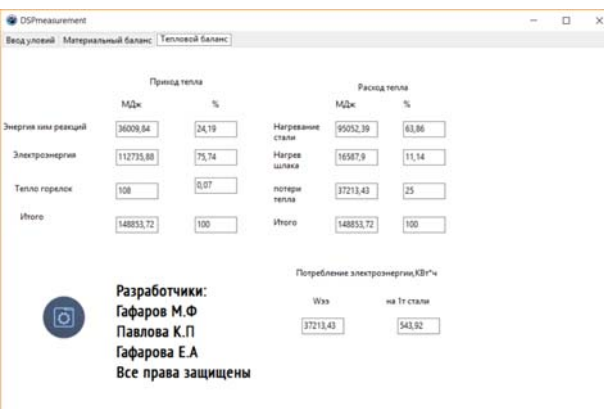 DSPmeasurement
Ввод уловий Материальный баланс Тепловой баланс
Приход тепла
МДж %
Энергия хим реакций 36009,84 24,19
Электроэнергия 112735,88 75,74
Тепло горелок 108 0,07
Итого 148853,72 100
Расход тепла
МДж %
Нагревание
стали 95052,39 63,86
Нагрев
шлака 16587,9 11,14
потери
тепла 37213,43 25
Итого 148853,72 100
Потребление электроэнергии,КВт*ч
Wээ на 1т стали
37213,43 543,92
Разработчики:
Гафаров М.Ф
Павлова К.П
Гафарова Е.А
Все права защищены